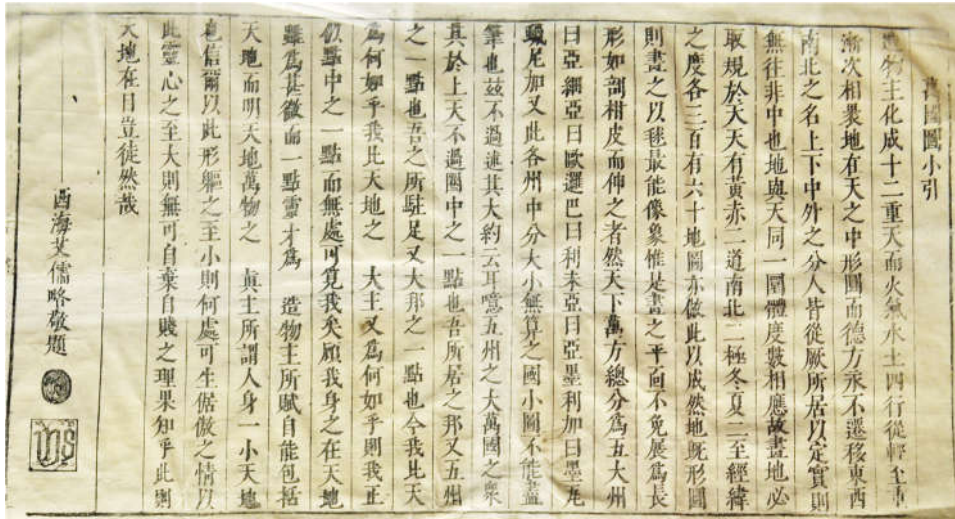 萬國圖小引
造物主化成十二重天而火氣水土四行從輕至重
漸次相裹地在天之中形圓而德方永不遷移東西
南北之名上下中外之分人皆從厥所居以定實則
無往非中也地與天同一圜體度數相應故畫地必
取規於天天有黃赤二道南北二極冬夏二至經緯
之度各三百有六十地圖亦倣此以成然地既形圓
則畫之以毬最能像象惟是畫之平面不免展為長
形如剖柑皮而伸之者然天下萬方總分為五大州
曰亞細亞曰歐邏巴曰利未亞曰亞墨利加曰墨瓦
蠟尼加又此各州中分大小無算之國小圖不能盡
筆也茲不過述其大約云耳噫五州之大萬國之眾
其於上天不過圜中之一點也吾所居之邦又五州
之一點也吾之所駐足又大邦之一點也今我比天
為何如乎我比天地之 大主又為何如乎則我正
似點中之一點而無處可覓我矣顧我身之在天地
雖為甚微而一點靈才為 造物主所賦自能包括
天地而明天地萬物之 眞主所謂人身一小天地
也信爾以此形軀之至小則何處可生倨傲之情以
此靈心之至大則無可自棄自賤之理果知乎此則
天地在目豈徒然哉
西海艾儒略敬題